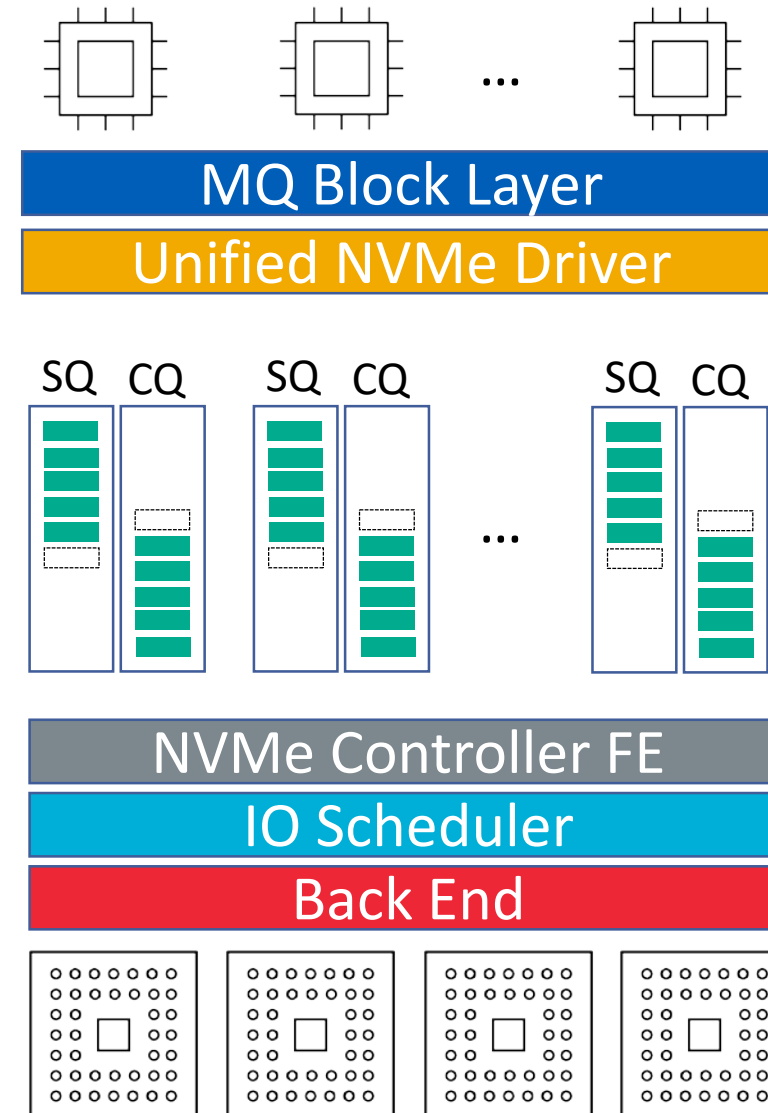 ...
MQ Block Layer
Unified NVMe Driver
SQ CQ SQ CQ SQ CQ
...
NVMe Controller FE
IO Scheduler
Back End